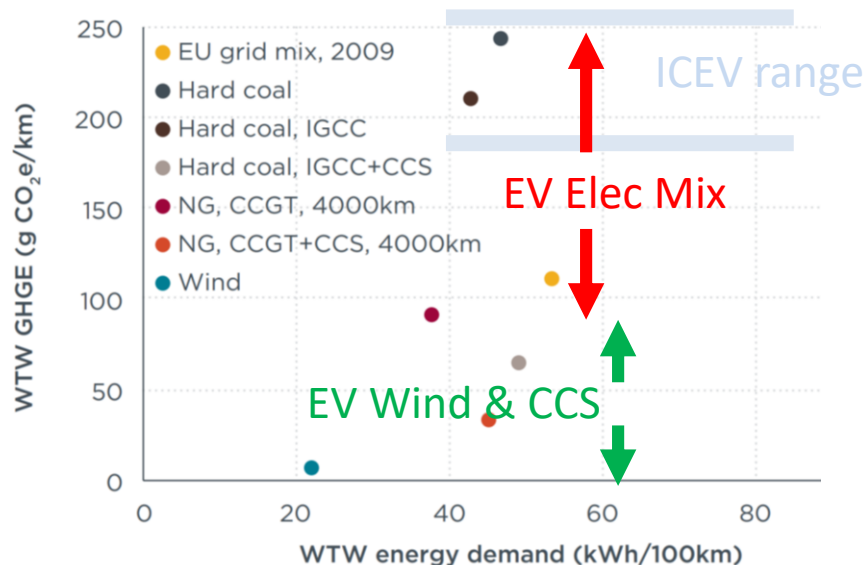 WTW GHGE (g CO₂e/km)
250
200
150
100
50
0
EU grid mix, 2009
Hard coal
Hard coal, IGCC
Hard coal, IGCC+CCS
NG, CCGT, 4000km
NG, CCGT+CCS, 4000km
Wind
ICEV range
EV Elec Mix
EV Wind & CCS
0 20 40 60 80
WTW energy demand (kWh/100km)